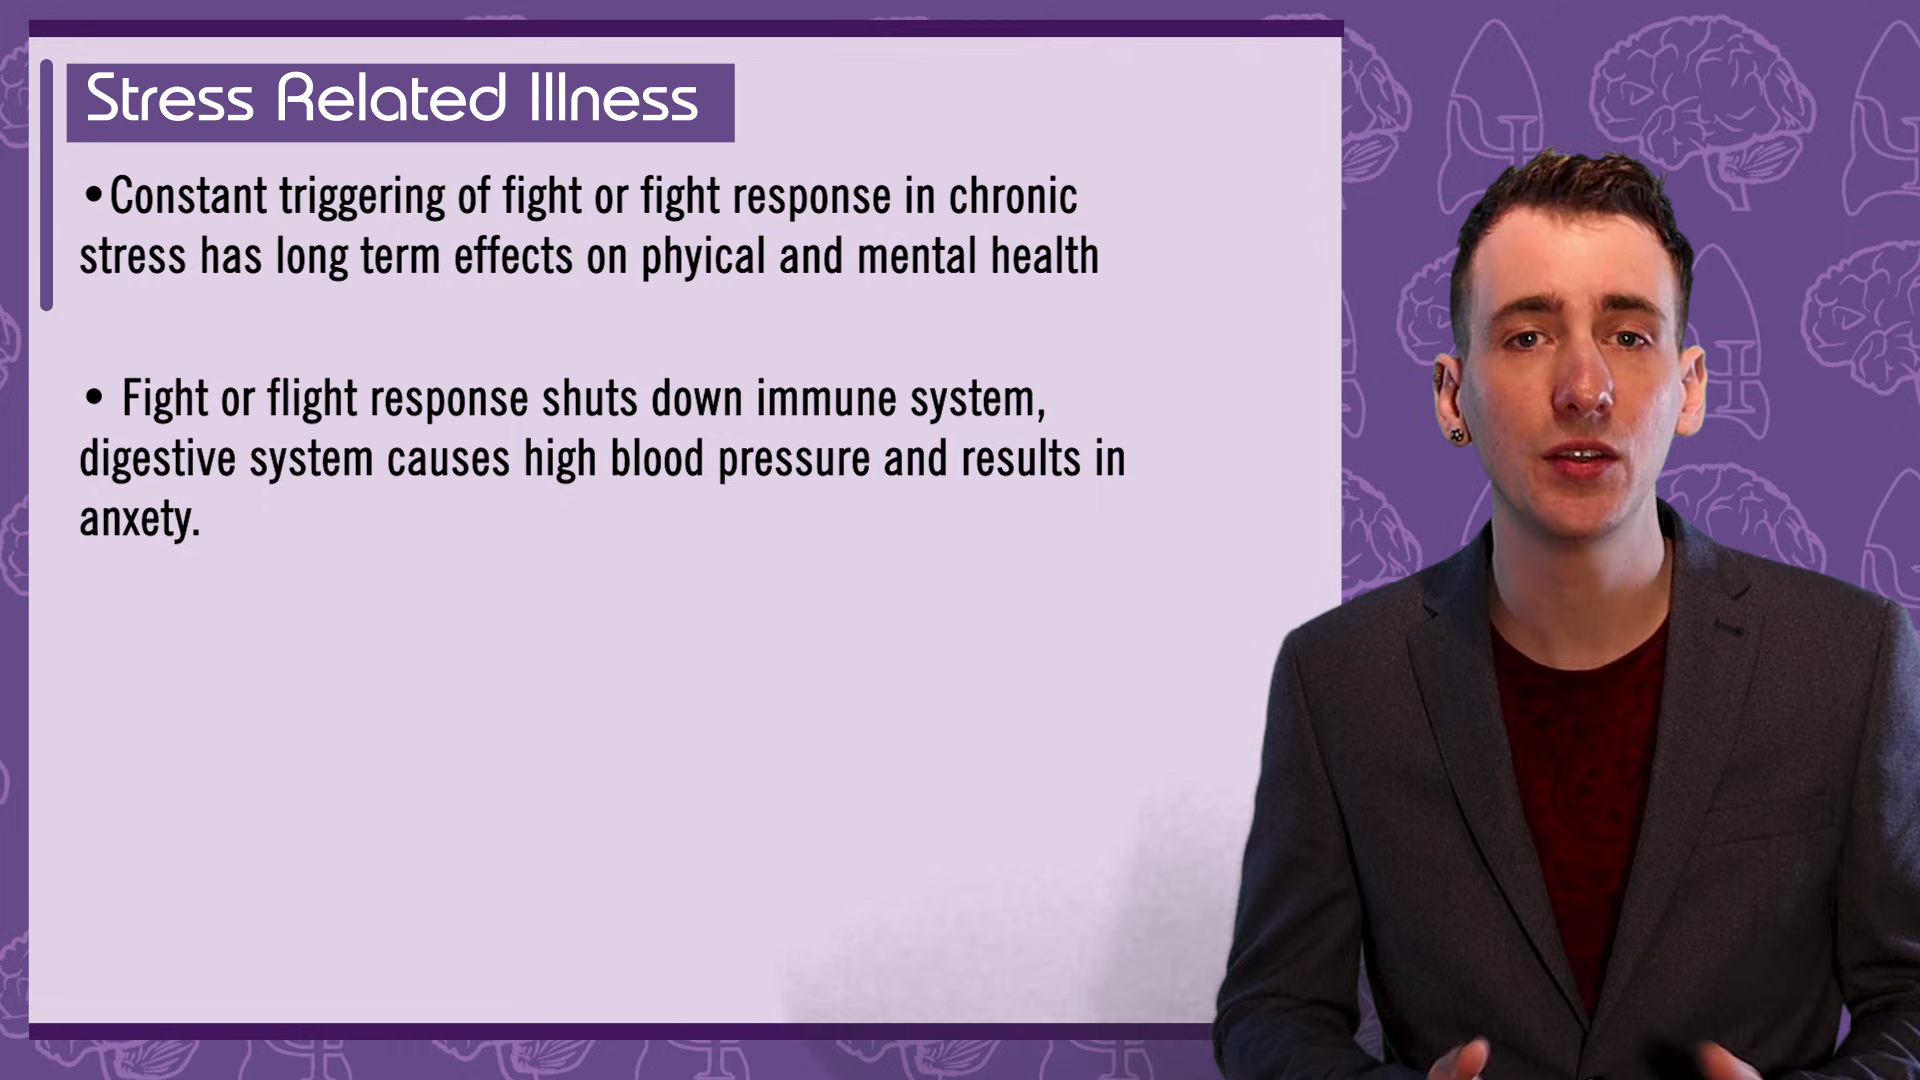 Stress Related Illness
•Constant triggering of fight or fight response in chronic
stress has long term effects on phyical and mental health
• Fight or flight response shuts down immune system,
digestive system causes high blood pressure and results in
anxety.